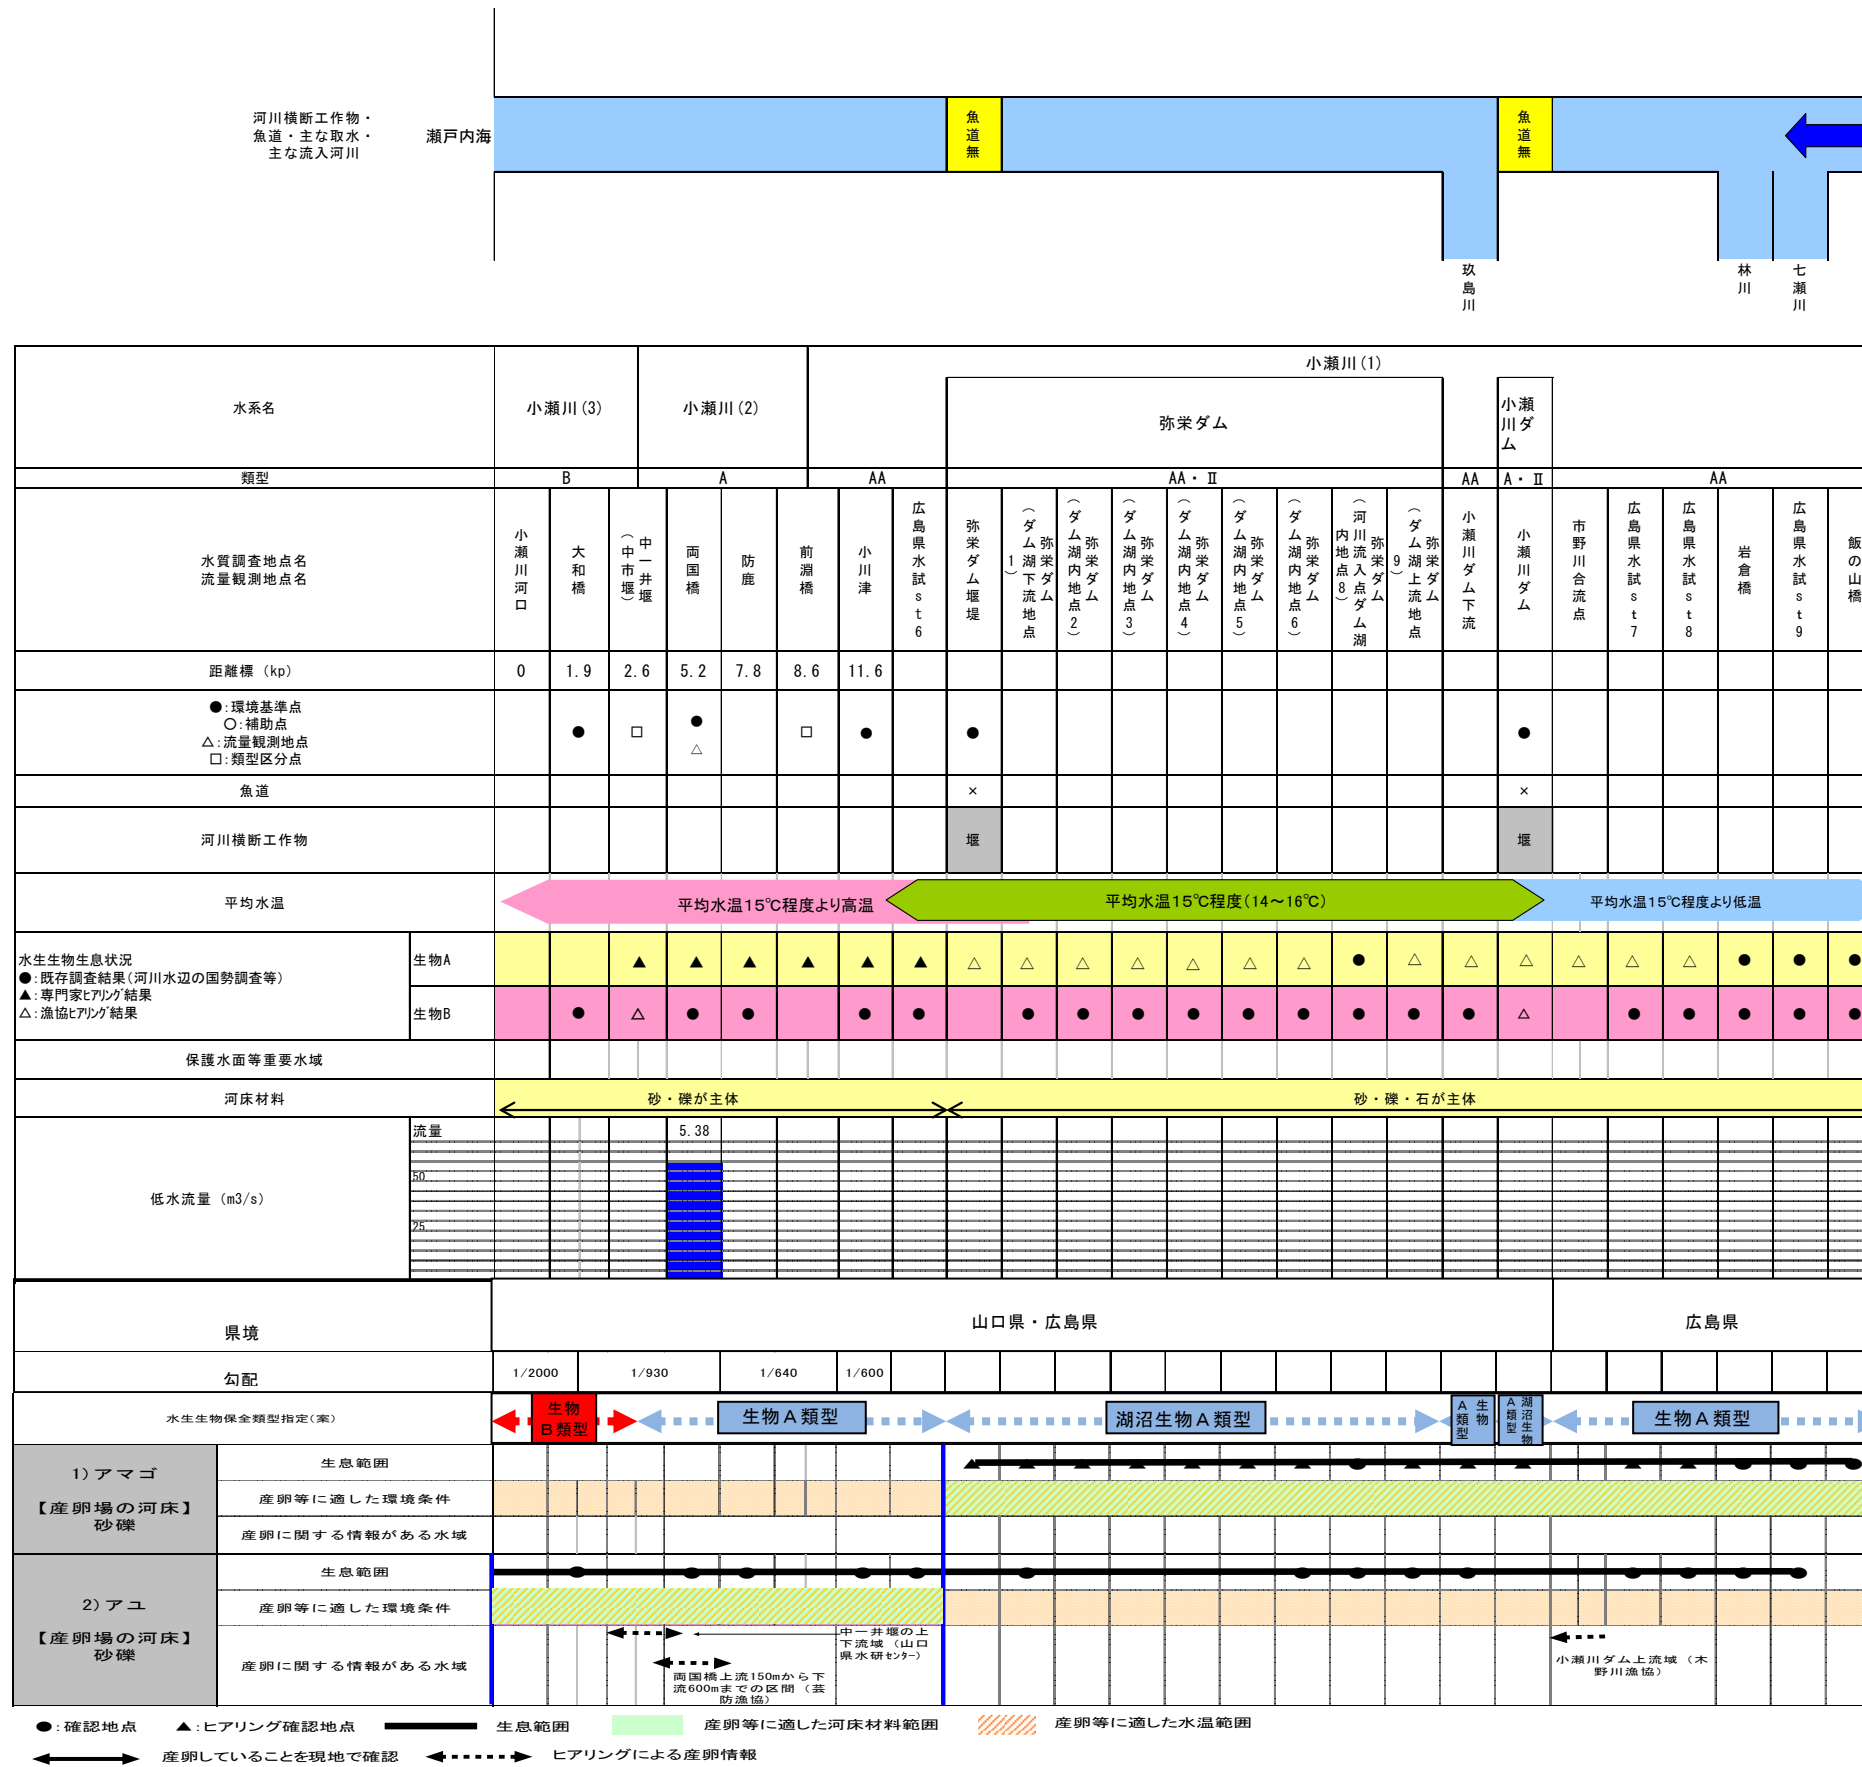 河川横断工作物・
魚道・主な取水・
主な流入河川
瀬戸内海
魚道無
魚道無
玖島川
林川
七瀬川
水系名
小瀬川(3)
小瀬川(2)
小瀬川(1)
弥栄ダム
小瀬川ダム
類型
B
A
AA
AA・Ⅱ
AA
A・Ⅱ
AA
水質調査地点名
流量観測地点名
小瀬川河口
大和橋
中一井堰
(中市堰)
両国橋
防鹿
前淵橋
小川津
広島県水試st6
弥栄ダム堰堤
弥栄ダム
(ダム湖下流地点1)
弥栄ダム
(ダム湖内地点2)
弥栄ダム
(ダム湖内地点3)
弥栄ダム
(ダム湖内地点4)
弥栄ダム
(ダム湖内地点5)
弥栄ダム
(ダム湖内地点6)
弥栄ダム
(河川流入点ダム湖
内地点8)
弥栄ダム
(ダム湖上流地点
9)
小瀬川ダム下流
小瀬川ダム
市野川合流点
広島県水試st7
広島県水試st8
岩倉橋
広島県水試st9
飯の山橋
距離標 (kp)
0 1.9 2.6 5.2 7.8 8.6 11.6
●:環境基準点
○:補助点
△:流量観測地点
□:類型区分点
● □ ● △ □ ● ● ●
魚道
× ×
河川横断工作物
堰 堰
平均水温
平均水温15℃程度より高温
平均水温15℃程度(14~16℃)
平均水温15℃程度より低温
水生生物生息状況
●:既存調査結果(河川水辺の国勢調査等)
▲:専門家ヒアリング結果
△:漁協ヒアリング結果
生物A
▲ ▲ ▲ ▲ ▲ ▲ △ △ △ △ △ △ △ ● △ △ △ △ △ △ ● ● ●
生物B
● △ ● ● ● ● ● ● ● ● ● ● ● ● ● △ ● ● ● ● ●
保護水面等重要水域
河床材料
砂・礫が主体
砂・礫・石が主体
低水流量 (m3/s)
流量
5.38
50
25
県境
山口県・広島県
広島県
勾配
1/2000
1/930
1/640
1/600
水生生物保全類型指定(案)
生物
B類型
生物A類型
湖沼生物A類型
生物
A類型
湖沼生物
A類型
生物A類型
1)アマゴ
【産卵場の河床】
砂礫
生息範囲
産卵等に適した環境条件
産卵に関する情報がある水域
2)アユ
【産卵場の河床】
砂礫
生息範囲
産卵等に適した環境条件
産卵に関する情報がある水域
中一井堰の上
下流域 (山口
県水研センター)
両国橋上流150mから下
流600mまでの区間 (芸
防漁協)
小瀬川ダム上流域 (木
野川漁協)
●:確認地点 ▲:ヒアリング確認地点 生息範囲 産卵等に適した河床材料範囲 産卵等に適した水温範囲
産卵していることを現地で確認 ヒアリングによる産卵情報